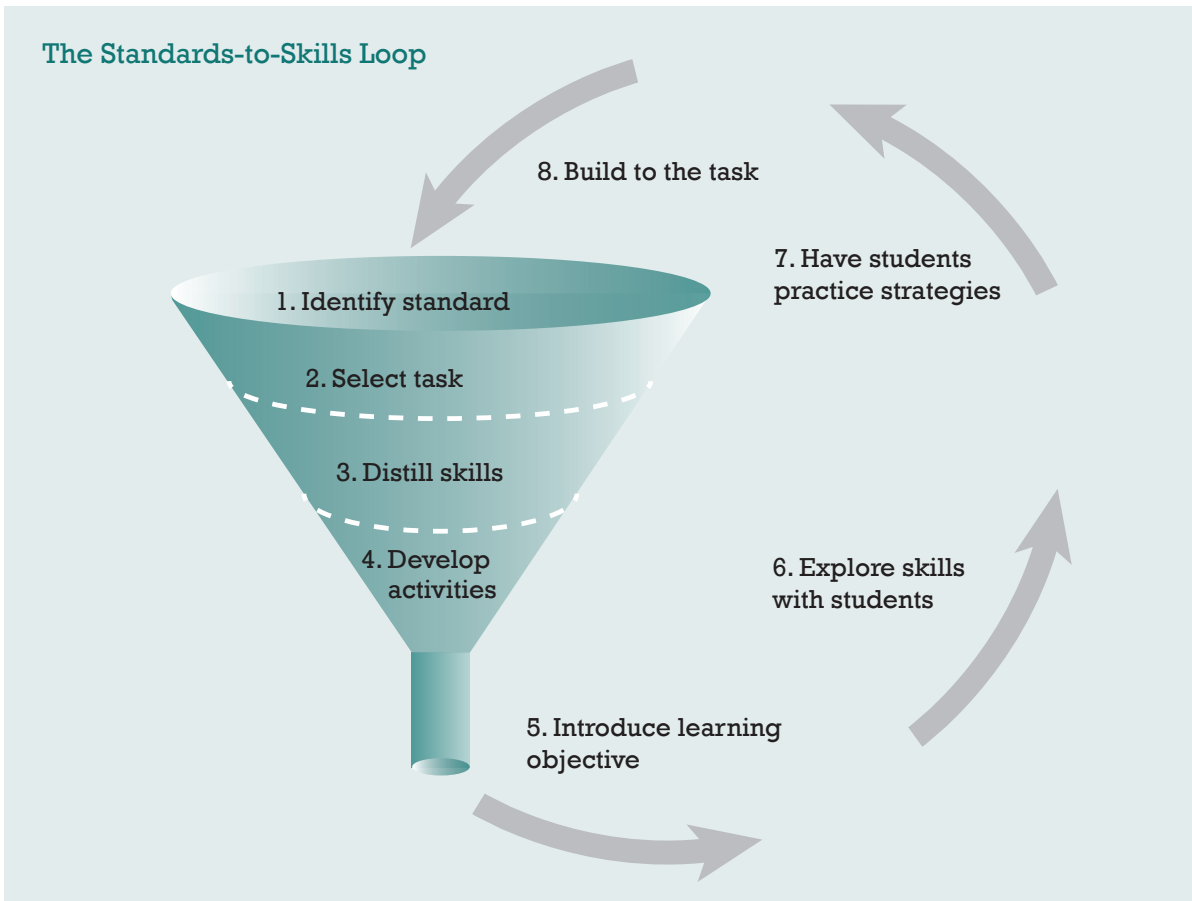 The Standards-to-Skills Loop
1. Identify standard
2. Select task
3. Distill skills
4. Develop
activities
5. Introduce learning
objective
6. Explore skills
with students
7. Have students
practice strategies
8. Build to the task